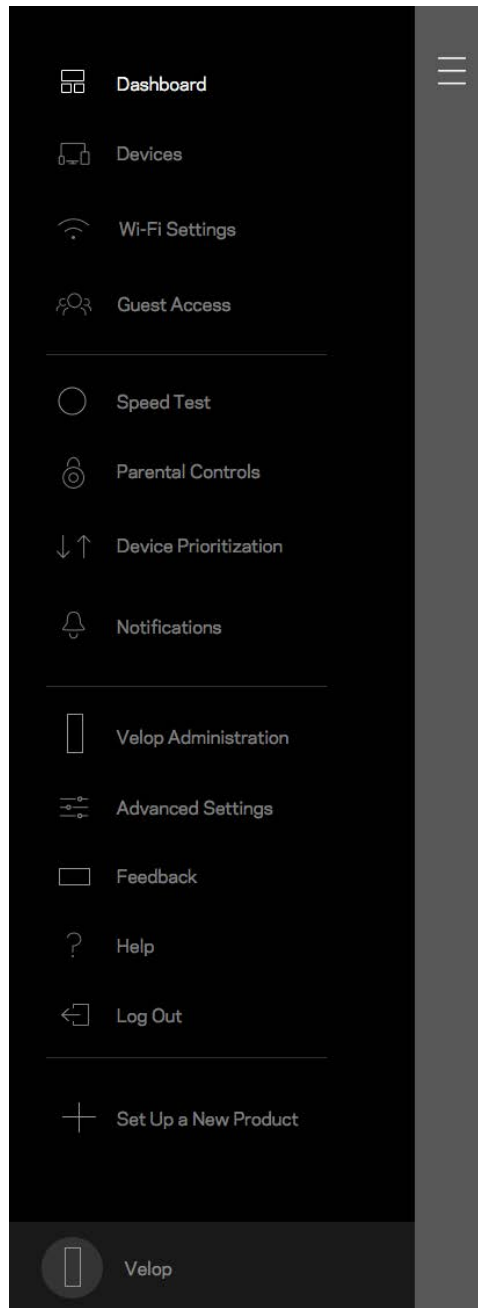 Dashboard
Devices
Wi-Fi Settings
Guest Access
Speed Test
Parental Controls
Device Prioritization
Notifications
Velop Administration
Advanced Settings
Feedback
Help
Log Out
Set Up a New Product
Velop